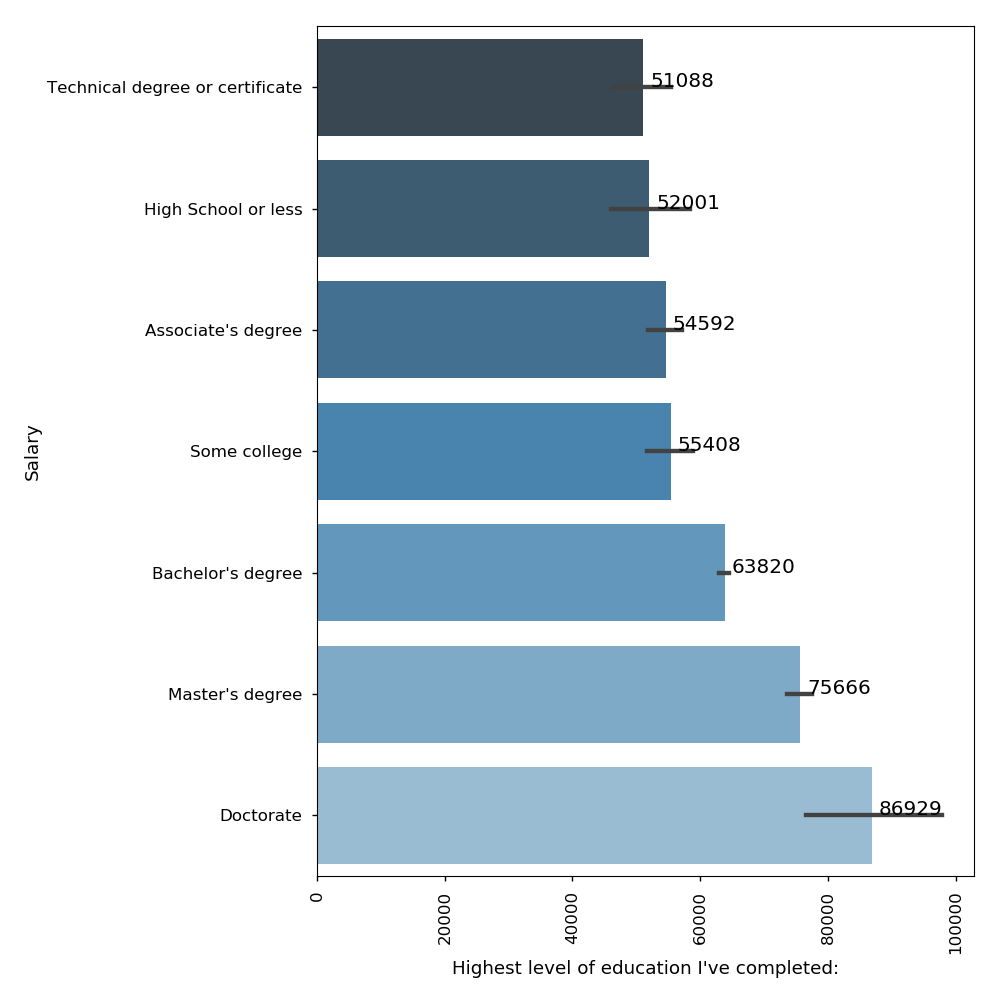 Technical degree or certificate
51088
High School or less
52001
Associate's degree
54592
Some college
55408
Salary
Bachelor's degree
63820
Master's degree
75666
Doctorate
86929
0
20000
40000
60000
80000
100000
Highest level of education I've completed: